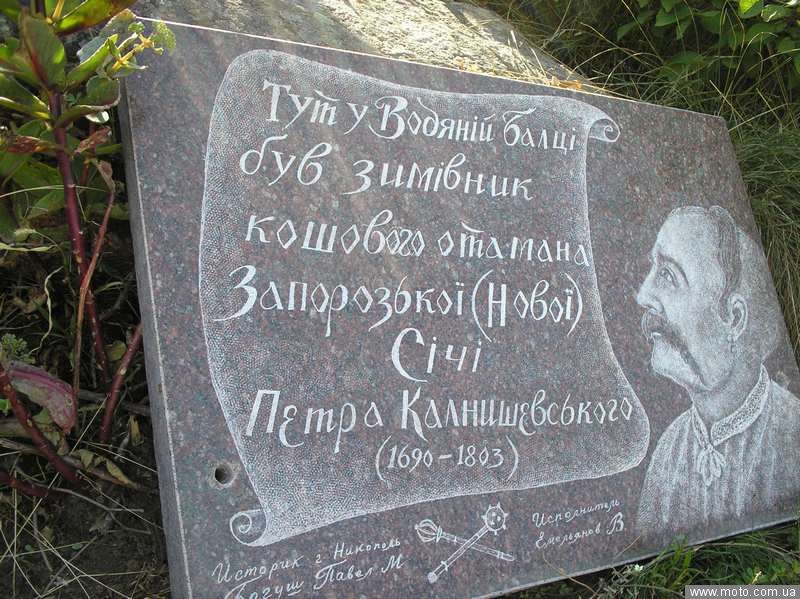 Тут у Водяній балці
був зимівник
кошового отамана
Запорозької (Нової)
Січі
Петра Калнишевського
(1690-1803)
Историк г. Никополь
Богуш Павел М
Исполнитель
Емельянов В.
www.moto.com.ua